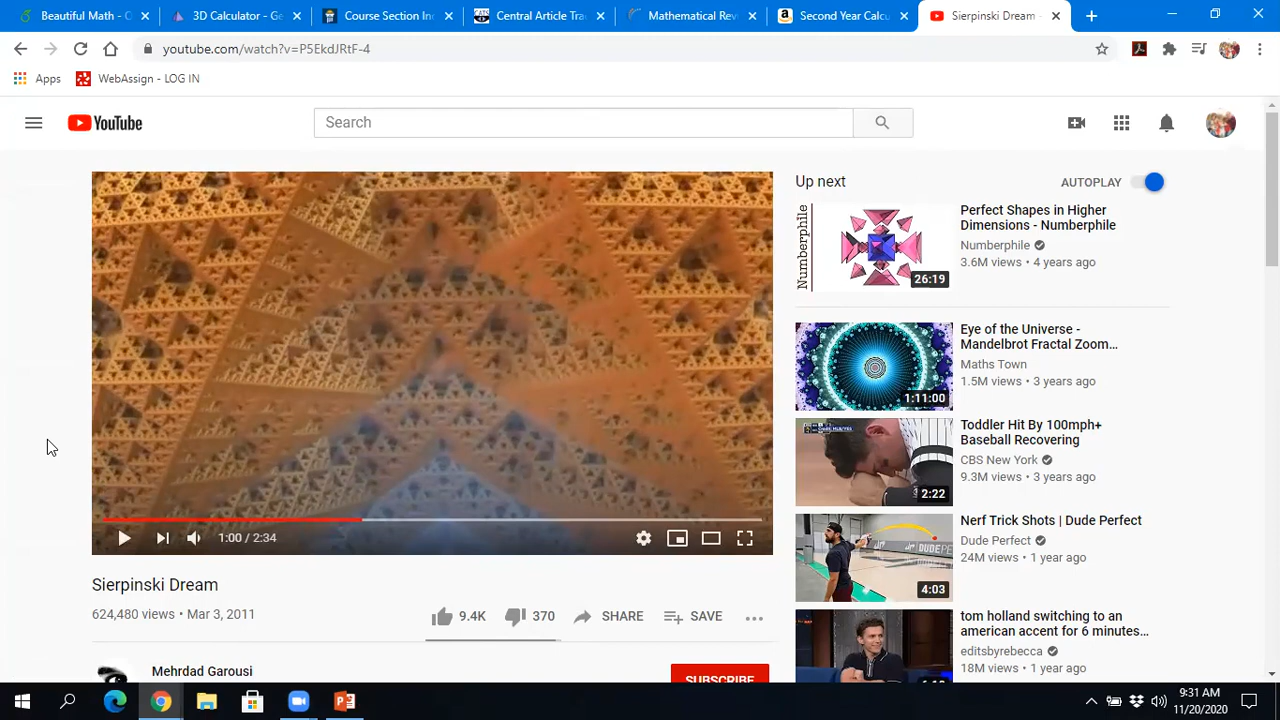 Beautiful Math - O
3D Calculator - Ge
Course Section In
Central Article Tra
Mathematical Rev
Second Year Calcu
Sierpinski Dream -
youtube.com/watch?v=P5EkdJRtF-4
Apps
WebAssign - LOG IN
YouTube
Search
Up next
AUTOPLAY
Numberphile
26:19
Perfect Shapes in Higher
Dimensions - Numberphile
Numberphile
3.6M views • 4 years ago
1:11:00
Eye of the Universe -
Mandelbrot Fractal Zoom...
Maths Town
1.5M views • 3 years ago
2:22
Toddler Hit By 100mph+
Baseball Recovering
CBS New York
9.3M views • 3 years ago
4:03
Nerf Trick Shots | Dude Perfect
Dude Perfect
24M views • 1 year ago
tom holland switching to an
american accent for 6 minutes...
editsbyrebecca
18M views • 1 year ago
1:00 / 2:34
Sierpinski Dream
624,480 views • Mar 3, 2011
9.4K
370
SHARE
SAVE
Mehrdad Garousi
SUBSCRIBE
9:31 AM
11/20/2020